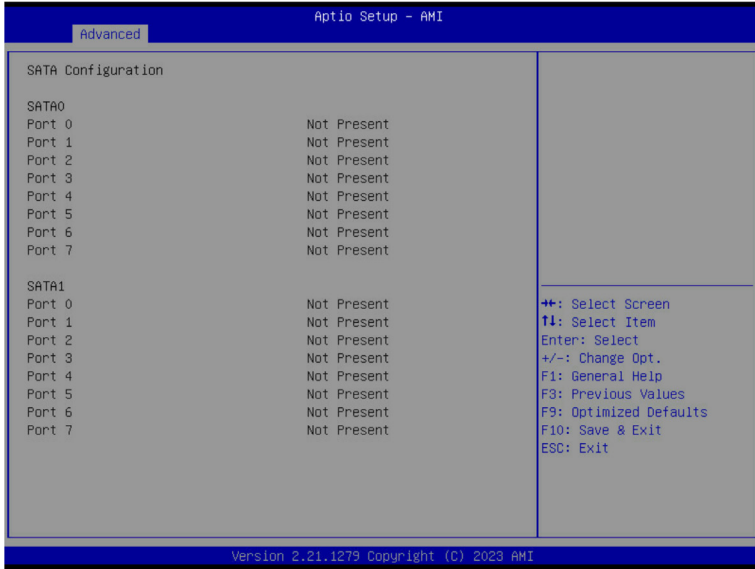 Aptio Setup – AMI
Advanced
SATA Configuration
SATA0
Port 0 Not Present
Port 1 Not Present
Port 2 Not Present
Port 3 Not Present
Port 4 Not Present
Port 5 Not Present
Port 6 Not Present
Port 7 Not Present
SATA1
Port 0 Not Present
Port 1 Not Present
Port 2 Not Present
Port 3 Not Present
Port 4 Not Present
Port 5 Not Present
Port 6 Not Present
Port 7 Not Present
→←: Select Screen
↑↓: Select Item
Enter: Select
+/-: Change Opt.
F1: General Help
F3: Previous Values
F9: Optimized Defaults
F10: Save & Exit
ESC: Exit
Version 2.21.1279 Copyright (C) 2023 AMI